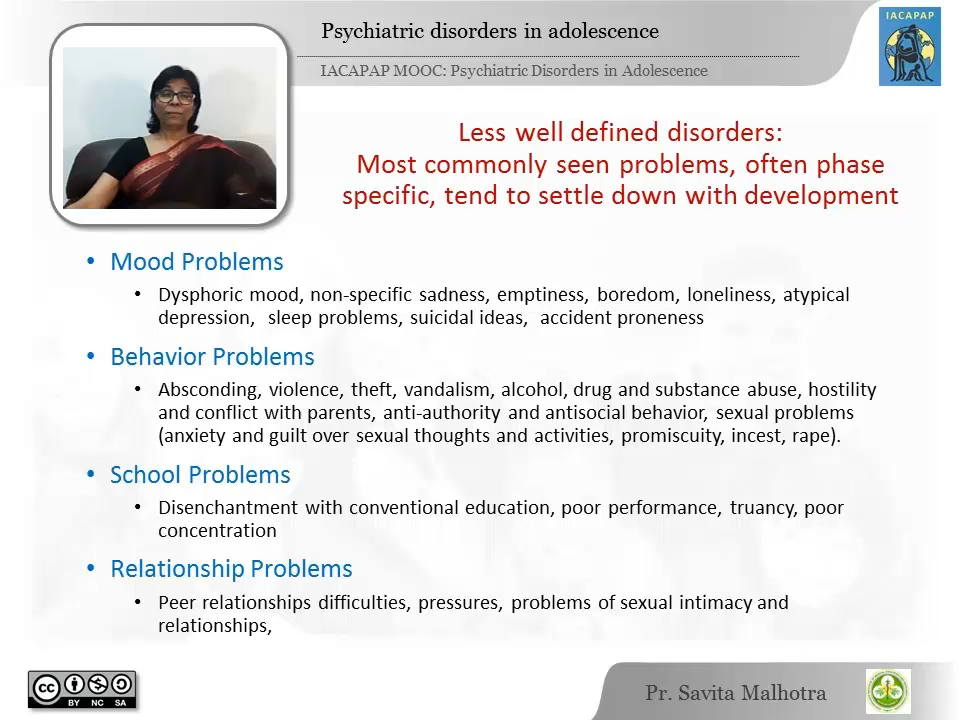 Psychiatric disorders in adolescence
IACAPAP MOOC: Psychiatric Disorders in Adolescence
IACAPAP
Less well defined disorders:
Most commonly seen problems, often phase
specific, tend to settle down with development
• Mood Problems
• Dysphoric mood, non-specific sadness, emptiness, boredom, loneliness, atypical
depression, sleep problems, suicidal ideas, accident proneness
• Behavior Problems
• Absconding, violence, theft, vandalism, alcohol, drug and substance abuse, hostility
and conflict with parents, anti-authority and antisocial behavior, sexual problems
(anxiety and guilt over sexual thoughts and activities, promiscuity, incest, rape).
• School Problems
• Disenchantment with conventional education, poor performance, truancy, poor
concentration
• Relationship Problems
• Peer relationships difficulties, pressures, problems of sexual intimacy and
relationships,
cc
BY NC SA
Pr. Savita Malhotra